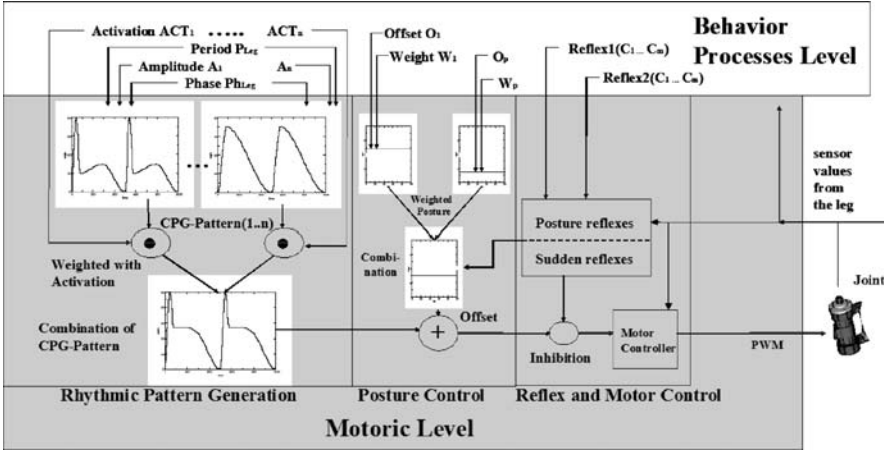 Activation ACT1 ..... ACTn
Period PLeg
Amplitude A1 An
Phase PhLeg
Offset O1
Weight W1
Op
Wp
Reflex1(C1... Cm)
Reflex2(C1... Cm)
Behavior
Processes Level
...
CPG-Pattern(1..n)
Weighted with
Activation
Combination of
CPG-Pattern
Weighted
Posture
Combi-
nation
+
Offset
Posture reflexes
Sudden reflexes
Inhibition
Motor
Controller
PWM
sensor
values
from
the leg
Joint
Rhythmic Pattern Generation
Posture Control
Reflex and Motor Control
Motoric Level